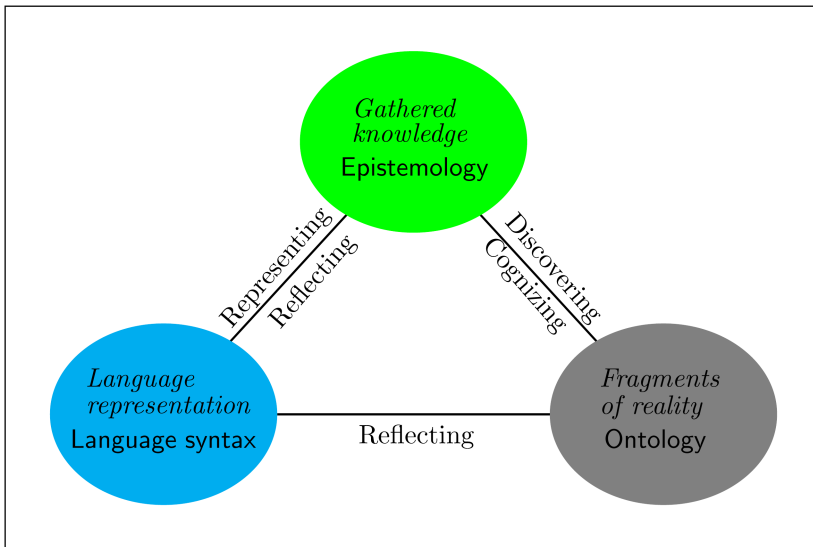 Gathered
knowledge
Epistemology
Representing
Reflecting
Discovering
Cognizing
Language
representation
Language syntax
Reflecting
Fragments
of reality
Ontology